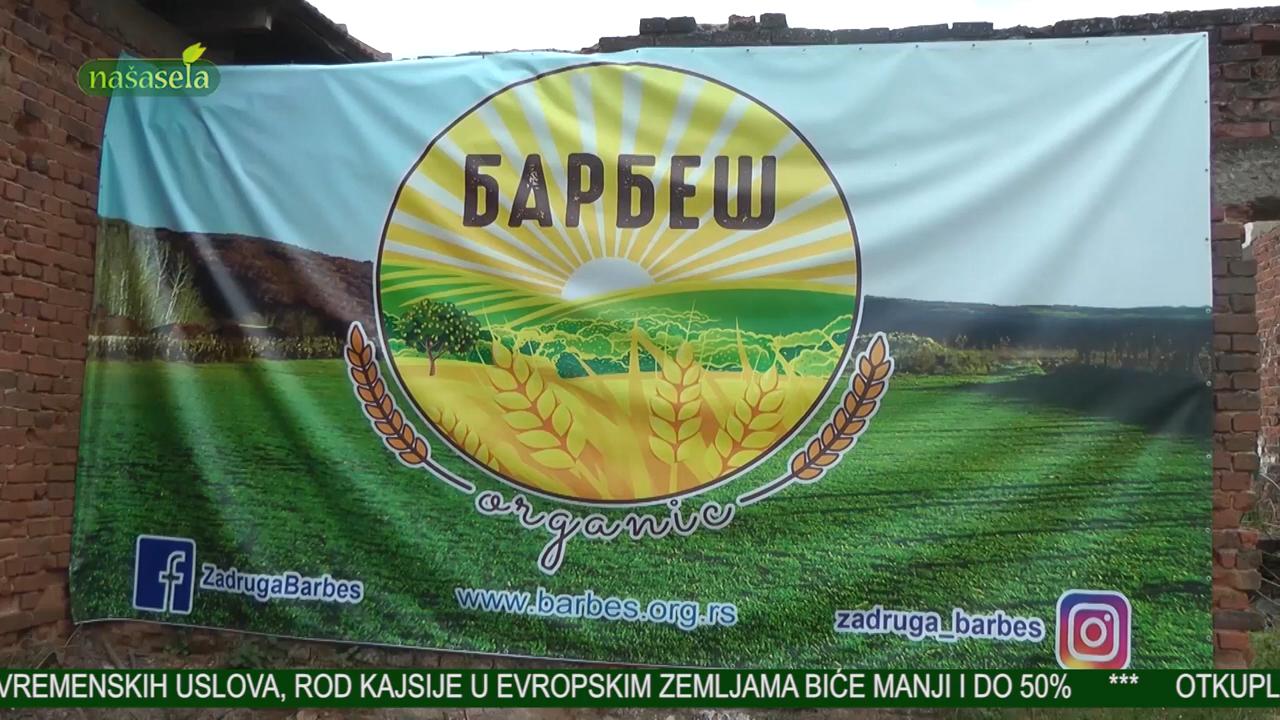 našasela
БАРБЕШ
organic
ZadrugaBarbes
www.barbes.org.rs
zadruga_barbes
VREMENSKIH USLOVA, ROD KAJSIJE U EVROPSKIM ZEMLJAMA BIĆE MANJI I DO 50% *** OTKUPL